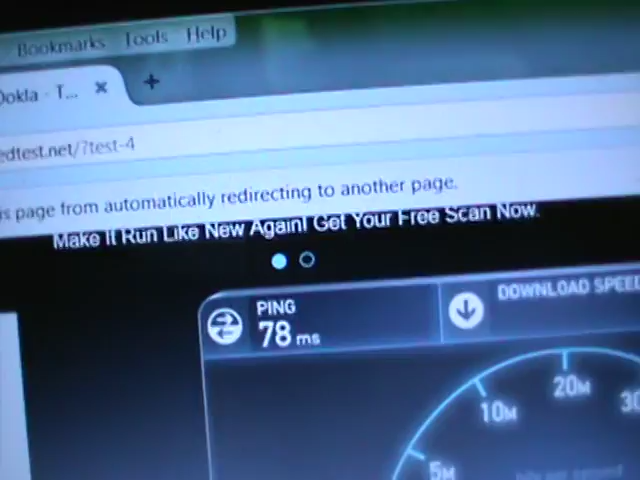 Bookmarks Tools Help
Ookla - T... × +
edtest.net/?test-4
is page from automatically redirecting to another page.
Make It Run Like New Again! Get Your Free Scan Now.
PING
78 ms
DOWNLOAD SPEED
5M
10M
20M
30